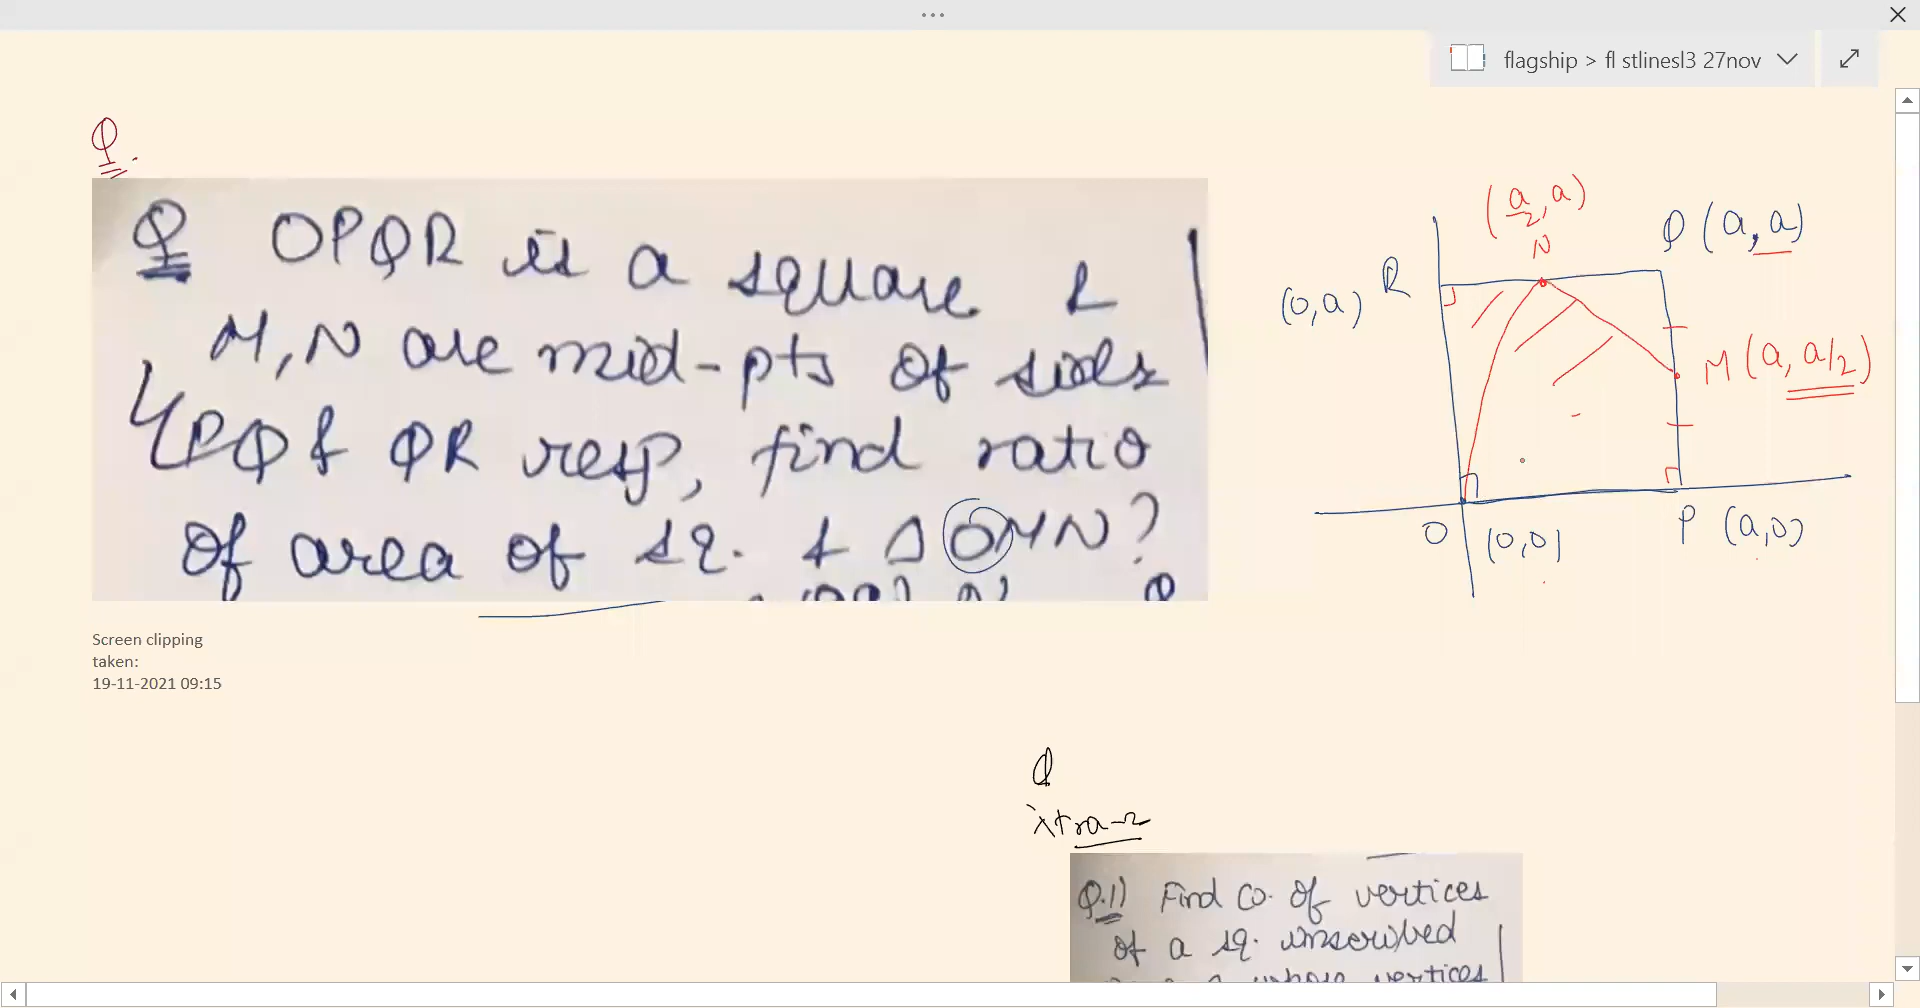 flagship > fl stlinesl3 27nov
Q.
Q OPQR is a square &
M, N are mid-pts of sides
PQ & QR resp, find ratio
of area of sq. & Δ OMN?
Screen clipping
taken:
19-11-2021 09:15
(a/2, a)
N
Q (a, a)
R
(0, a)
M (a, a/2)
O (0,0)
P (a,0)
Q
xtra-2
Q.1) Find Co. of vertices
of a sq. inscribed
whose vertices